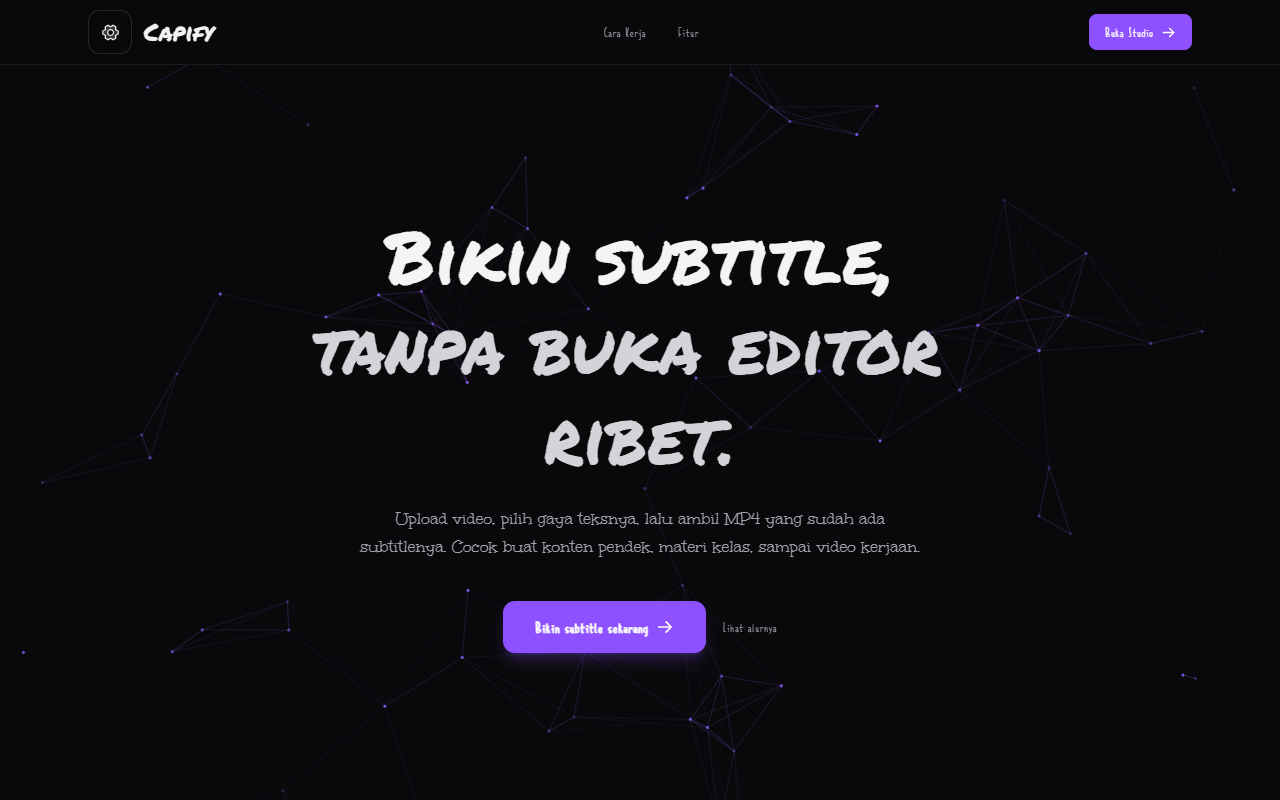 Capify
Cara Kerja
Fitur
Buka Studio
Bikin subtitle,
tanpa buka editor
ribet.
Upload video, pilih gaya teksnya, lalu ambil MP4 yang sudah ada
subtitlenya. Cocok buat konten pendek, materi kelas, sampai video kerjaan.
Bikin subtitle sekarang
Lihat alurnya